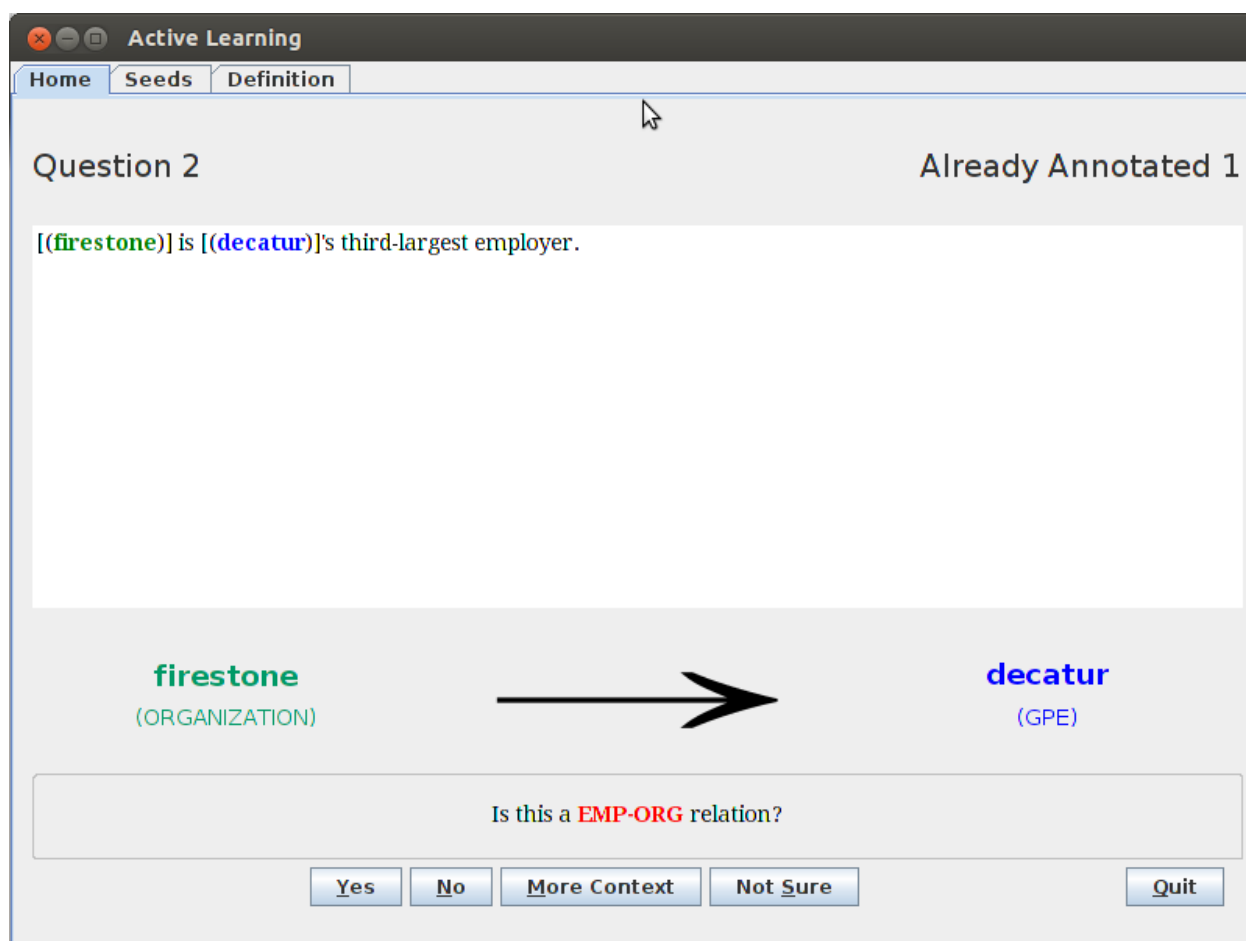 Active Learning
Home Seeds Definition
Question 2 Already Annotated 1
[(firestone)] is [(decatur)]'s third-largest employer.
firestone decatur
(ORGANIZATION) (GPE)
Is this a EMP-ORG relation?
Yes No More Context Not Sure Quit